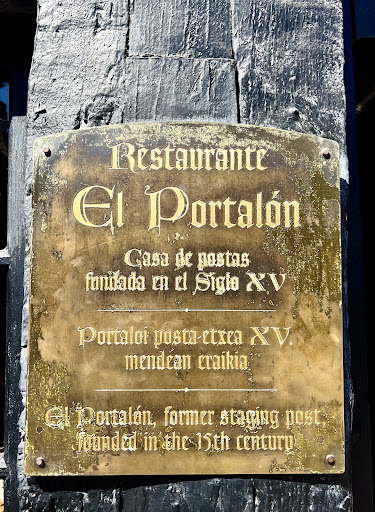 Restaurante
El Portalón
Casa de postas
fundada en el Siglo XV
Portaloi posta-etxea XV.
mendean eraikia
El Portalón, former staging post,
founded in the 15th century